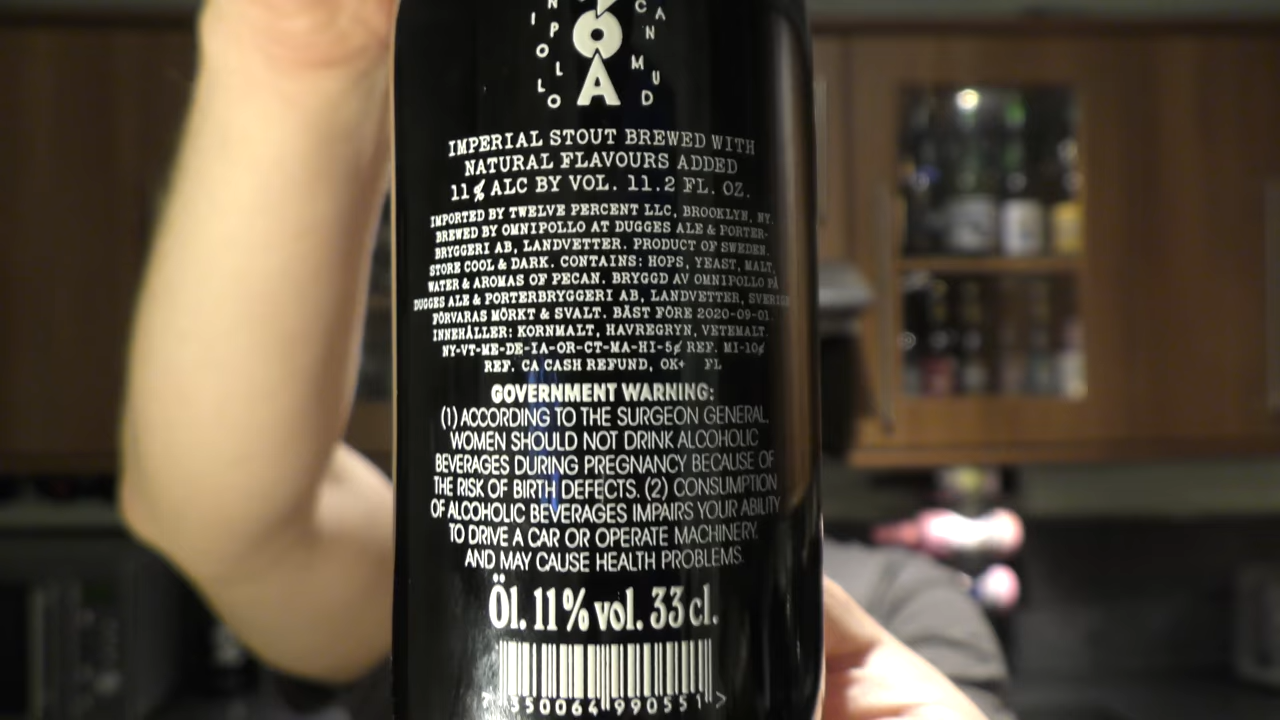 OMNIPOLLO
PECAN MUD
IMPERIAL STOUT BREWED WITH
NATURAL FLAVOURS ADDED
11% ALC BY VOL. 11.2 FL. OZ.
IMPORTED BY TWELVE PERCENT LLC, BROOKLYN, NY.
BREWED BY OMNIPOLLO AT DUGGES ALE & PORTER-
BRYGGERI AB, LANDVETTER. PRODUCT OF SWEDEN.
STORE COOL & DARK. CONTAINS: HOPS, YEAST, MALT,
WATER & AROMAS OF PECAN. BRYGGD AV OMNIPOLLO PÅ
DUGGES ALE & PORTERBRYGGERI AB, LANDVETTER, SVERIGE
FÖRVARAS MÖRKT & SVALT. BÄST FÖRE 2020-09-01.
INNEHÅLLER: KORNMALT, HAVREGRYN, VETEMALT.
NY-VT-ME-DE-IA-OR-CT-MA-HI-5¢ REF. MI-10¢
REF. CA CASH REFUND, OK+ FL
GOVERNMENT WARNING:
(1) ACCORDING TO THE SURGEON GENERAL,
WOMEN SHOULD NOT DRINK ALCOHOLIC
BEVERAGES DURING PREGNANCY BECAUSE OF
THE RISK OF BIRTH DEFECTS. (2) CONSUMPTION
OF ALCOHOLIC BEVERAGES IMPAIRS YOUR ABILITY
TO DRIVE A CAR OR OPERATE MACHINERY,
AND MAY CAUSE HEALTH PROBLEMS.
Öl. 11% vol. 33 cl.
7 350064 990551 >